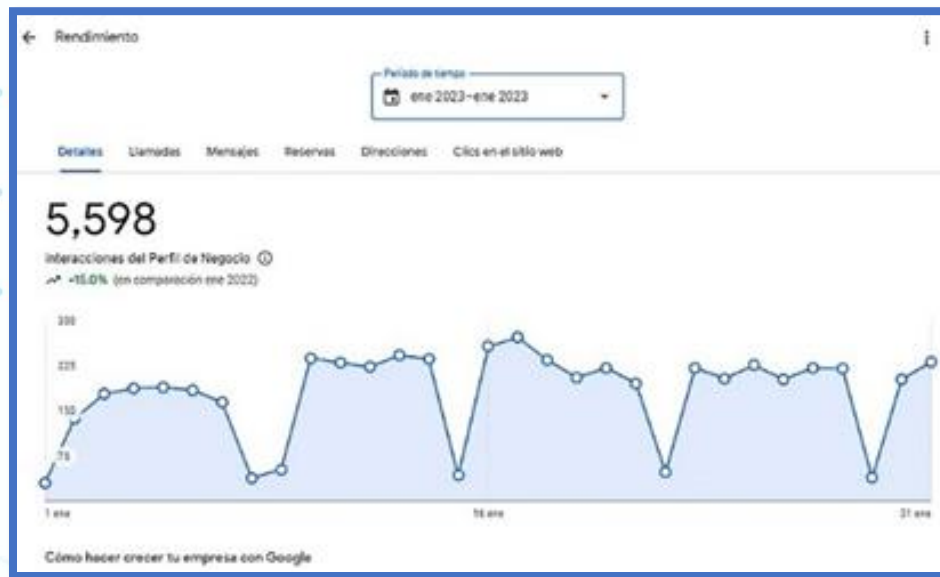 Rendimiento
Período de tiempo
ene 2023–ene 2023
Detalles Llamadas Mensajes Reservas Direcciones Clics en el sitio web
5,598
interacciones del Perfil de Negocio
+15.0% (en comparación ene 2022)
300
225
150
75
1 ene 16 ene 31 ene
Cómo hacer crecer tu empresa con Google